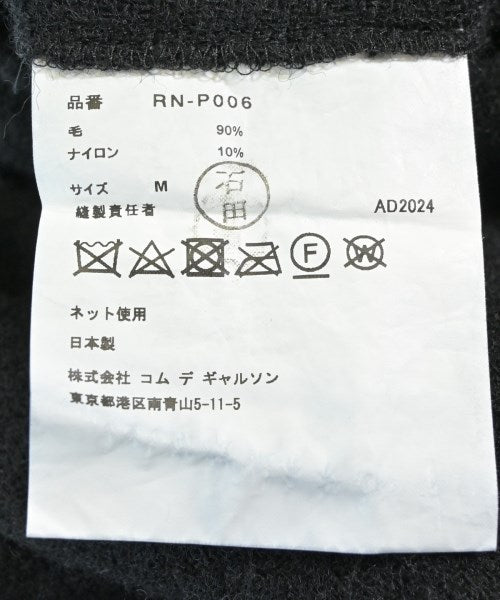 品番 RN-P006
毛 90%
ナイロン 10%
サイズ M
石田
縫製責任者 AD2024
F W
ネット使用
日本製
株式会社 コム デ ギャルソン
東京都港区南青山5-11-5